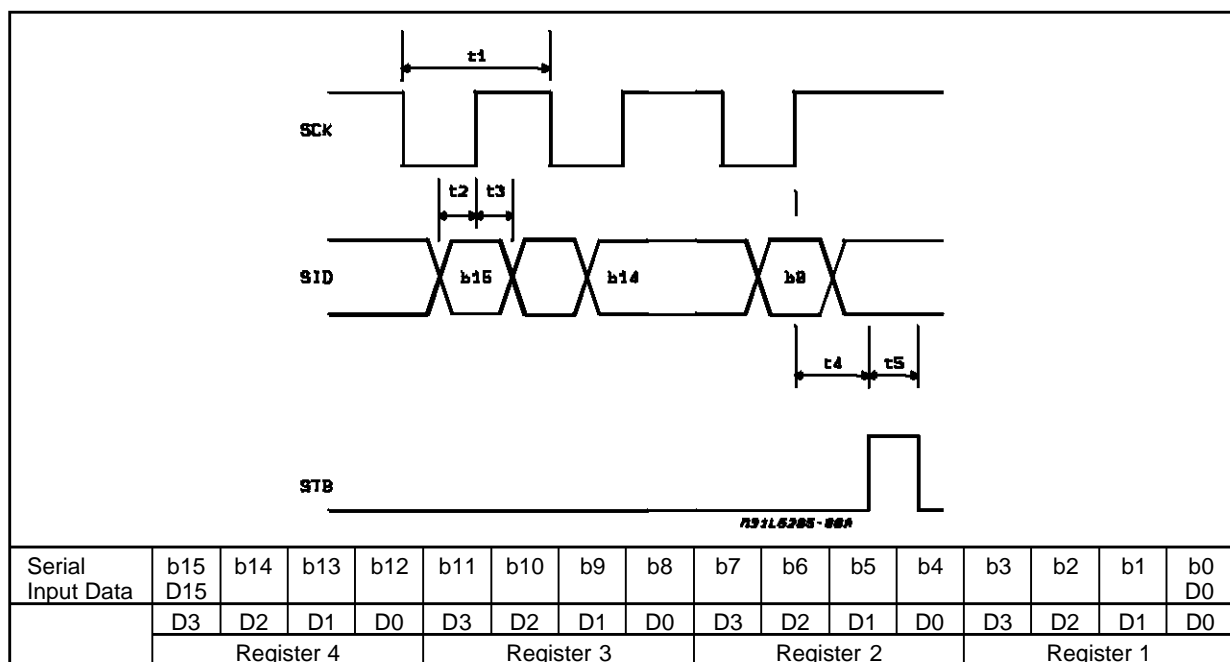 t1
SCK
t2 t3
SID b15 b14 b0
t4 t5
STB
Serial Input Data b15 b14 b13 b12 b11 b10 b9 b8 b7 b6 b5 b4 b3 b2 b1 b0
D15 D0
D3 D2 D1 D0 D3 D2 D1 D0 D3 D2 D1 D0 D3 D2 D1 D0
Register 4 Register 3 Register 2 Register 1